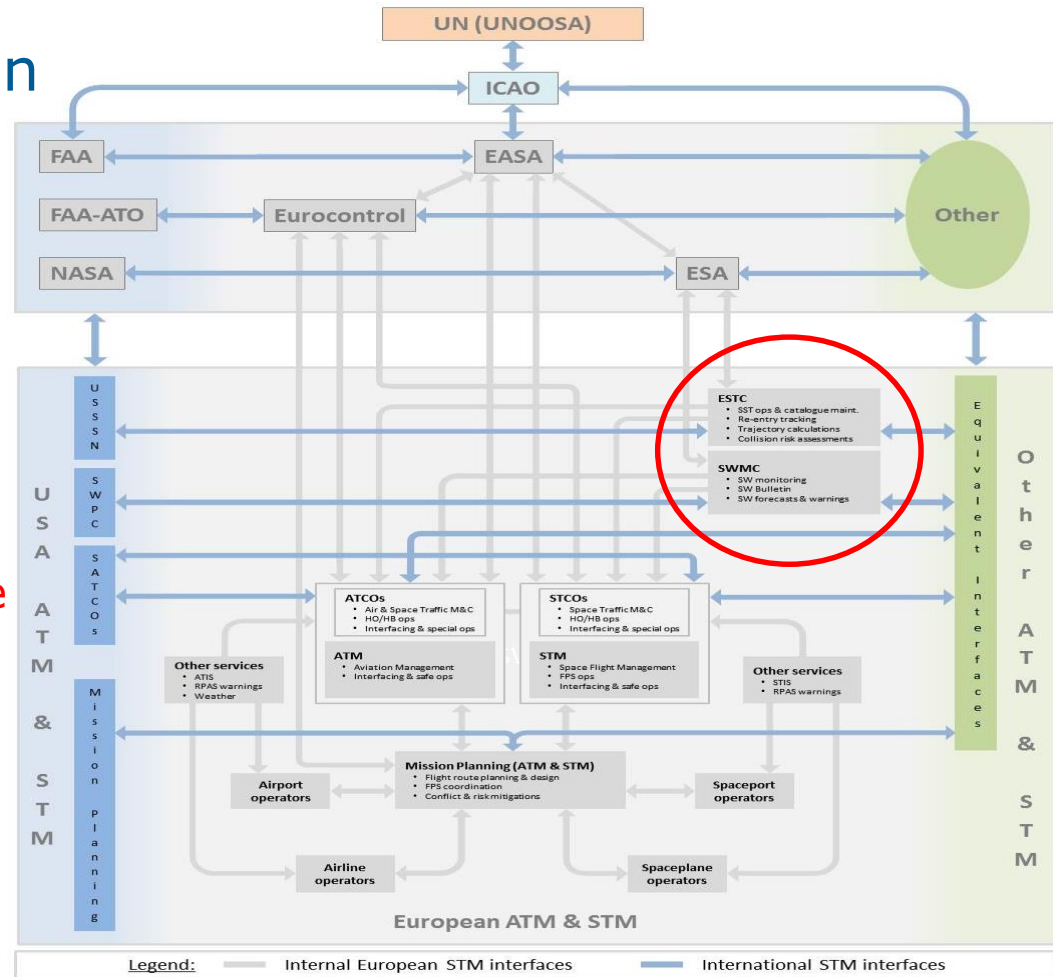 n
UN (UNOOSA)
ICAO
FAA
EASA
FAA-ATO
Eurocontrol
Other
NASA
ESA
USSSN
SWPC
SATCOs
Mission Planning
USA ATM & STM
e
ESTC
• SST ops & catalogue maint.
• Re-entry tracking
• Trajectory calculations
• Collision risk assessments
SWMC
• SW monitoring
• SW Bulletin
• SW forecasts & warnings
Equivalent Interfaces
Other ATM & STM
ATCOs
• Air & Space Traffic M&C
• HO/HB ops
• Interfacing & special ops
ATM
• Aviation Management
• Interfacing & safe ops
STCOs
• Space Traffic M&C
• HO/HB ops
• Interfacing & special ops
STM
• Space Flight Management
• FPS ops
• Interfacing & safe ops
Other services
• ATIS
• RPAS warnings
• Weather
Other services
• STIS
• RPAS warnings
Mission Planning (ATM & STM)
• Flight route planning & design
• FPS coordination
• Conflict & risk mitigations
Airport
operators
Spaceport
operators
Airline
operators
Spaceplane
operators
European ATM & STM
Legend: Internal European STM interfaces International STM interfaces